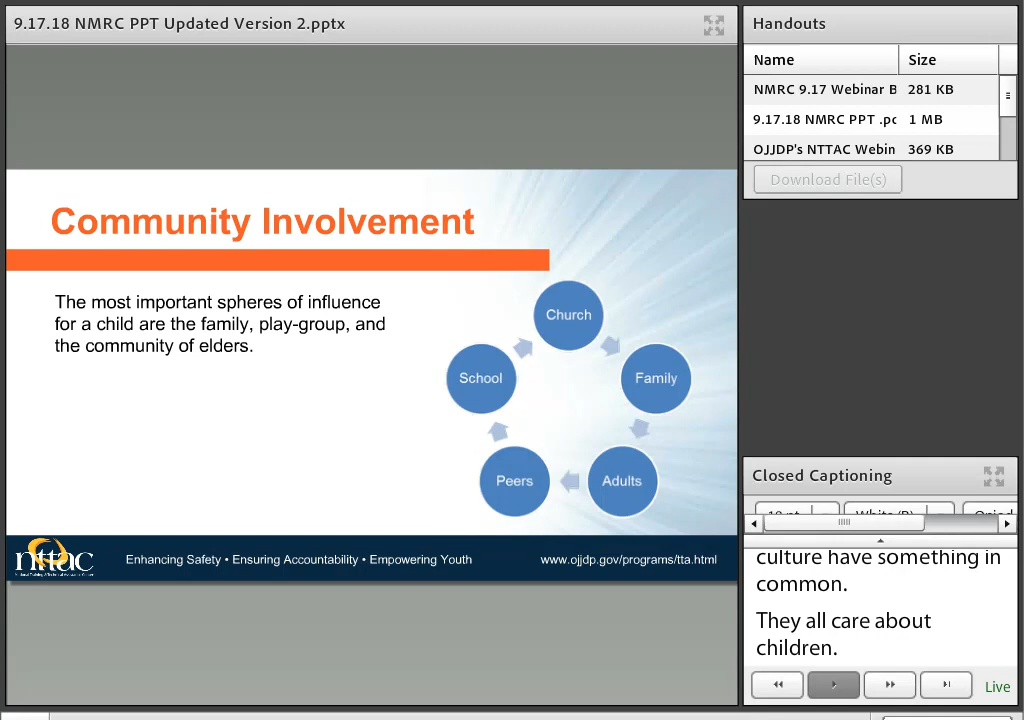 9.17.18 NMRC PPT Updated Version 2.pptx
Community Involvement
The most important spheres of influence
for a child are the family, play-group, and
the community of elders.
Church
Family
Adults
Peers
School
nttac
Enhancing Safety • Ensuring Accountability • Empowering Youth
www.ojjdp.gov/programs/tta.html
Handouts
Name Size
NMRC 9.17 Webinar B 281 KB
9.17.18 NMRC PPT .pc 1 MB
OJJDP's NTTAC Webin 369 KB
Download File(s)
Closed Captioning
culture have something in
common.
They all care about
children.
Live